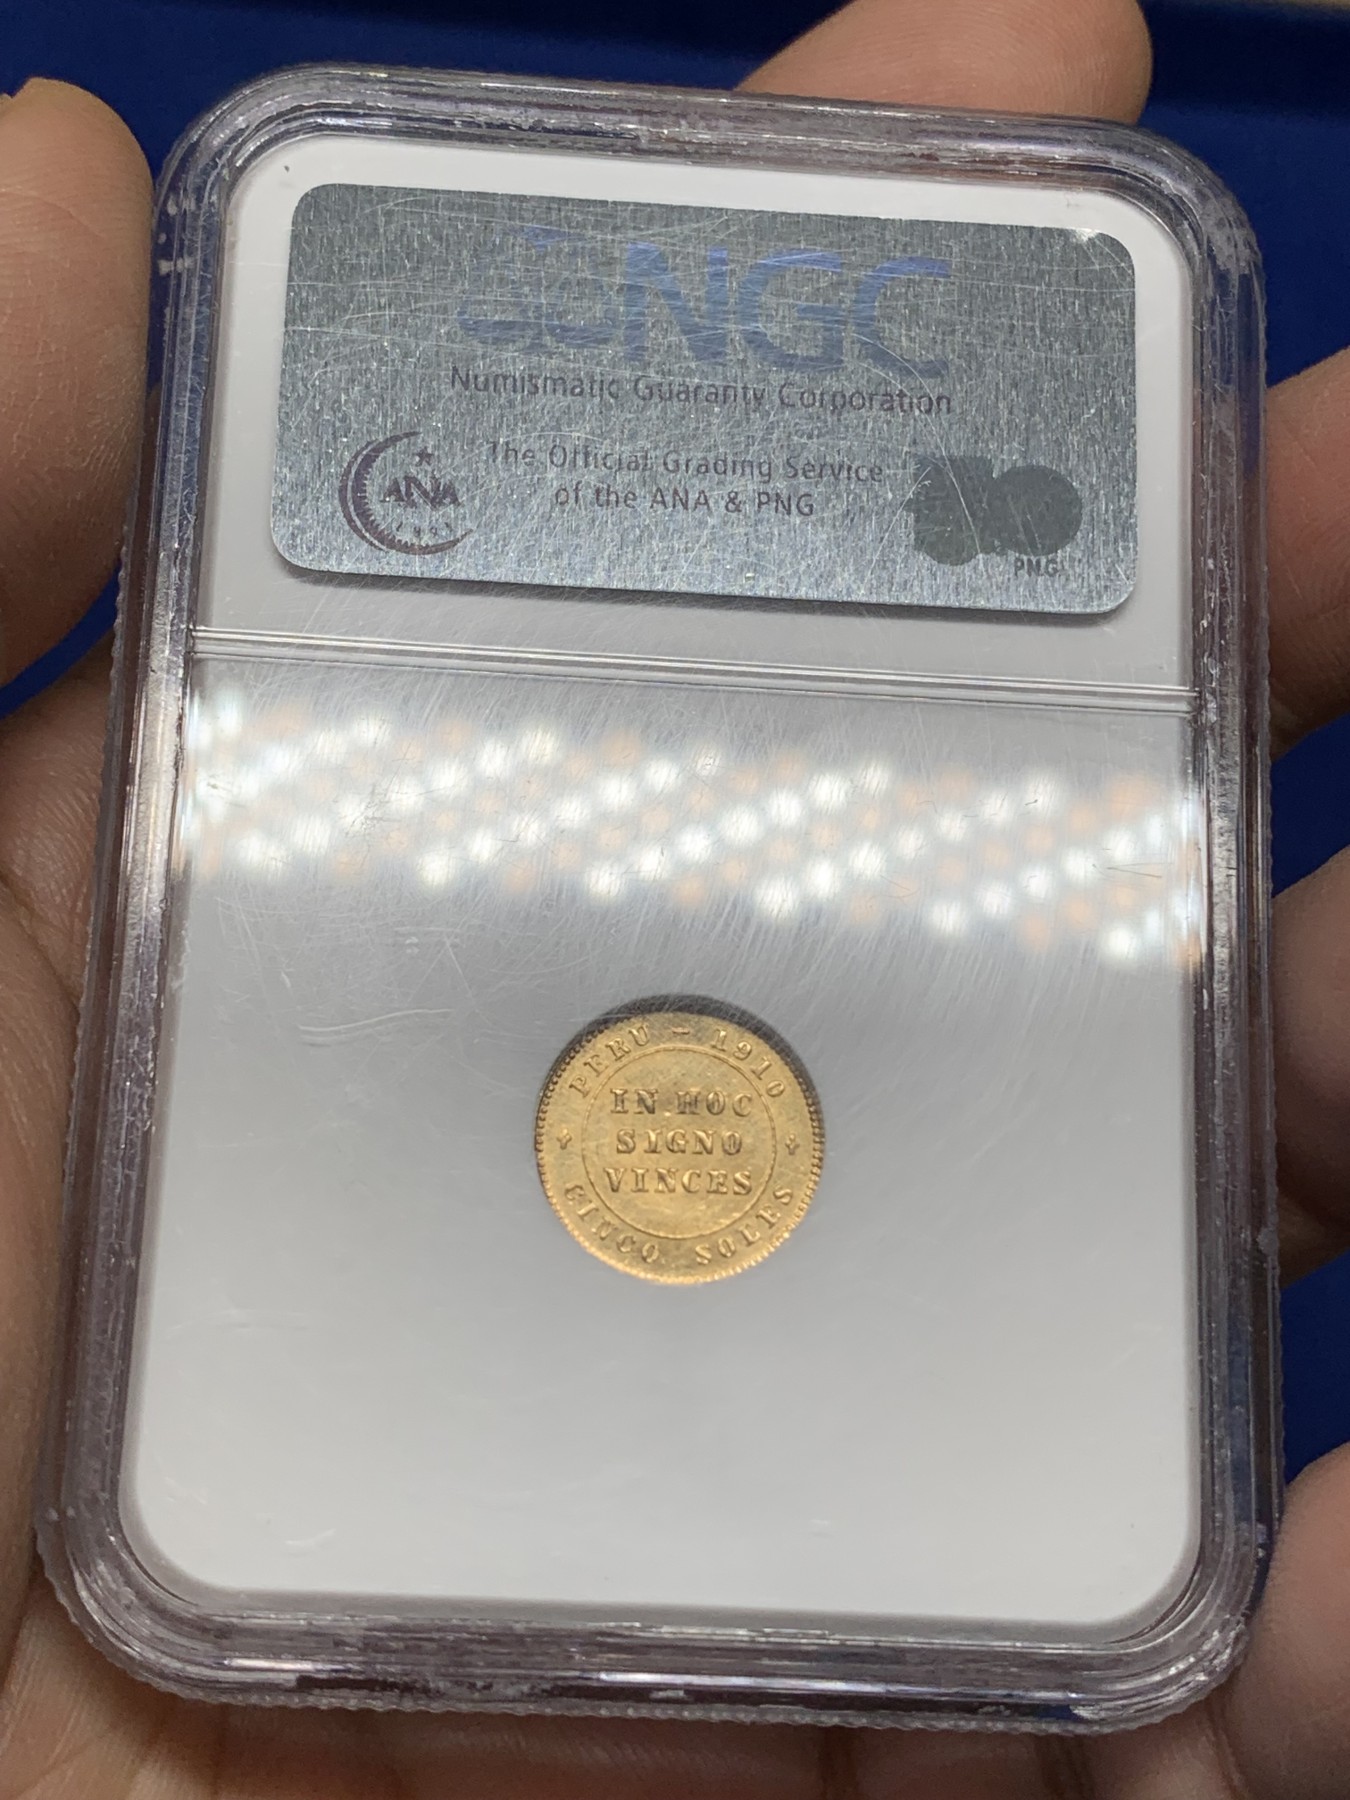 NGC
Numismatic Guaranty Corporation
ANA
The Official Grading Service
of the ANA & PNG
PNG
PERU - 1910
IN HOC
SIGNO
VINCES
CINCO SOLES